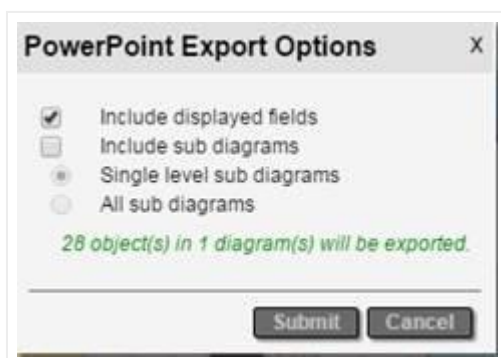 PowerPoint Export Options X
Include displayed fields
Include sub diagrams
Single level sub diagrams
All sub diagrams
28 object(s) in 1 diagram(s) will be exported.
Submit Cancel